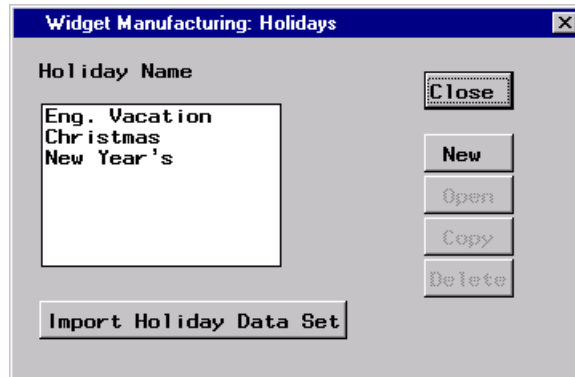 Widget Manufacturing: Holidays
Holiday Name
Eng. Vacation
Christmas
New Year's
Close
New
Open
Copy
Delete
Import Holiday Data Set